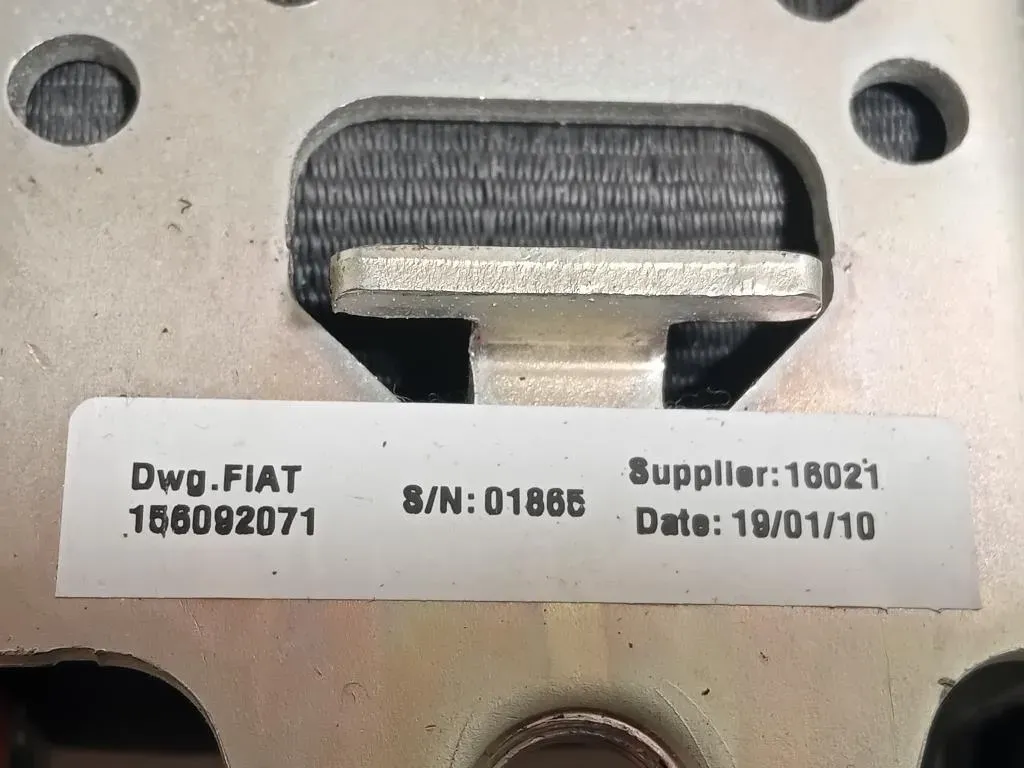 Dwg.FIAT
156092071
S/N: 01865
Supplier: 16021
Date: 19/01/10